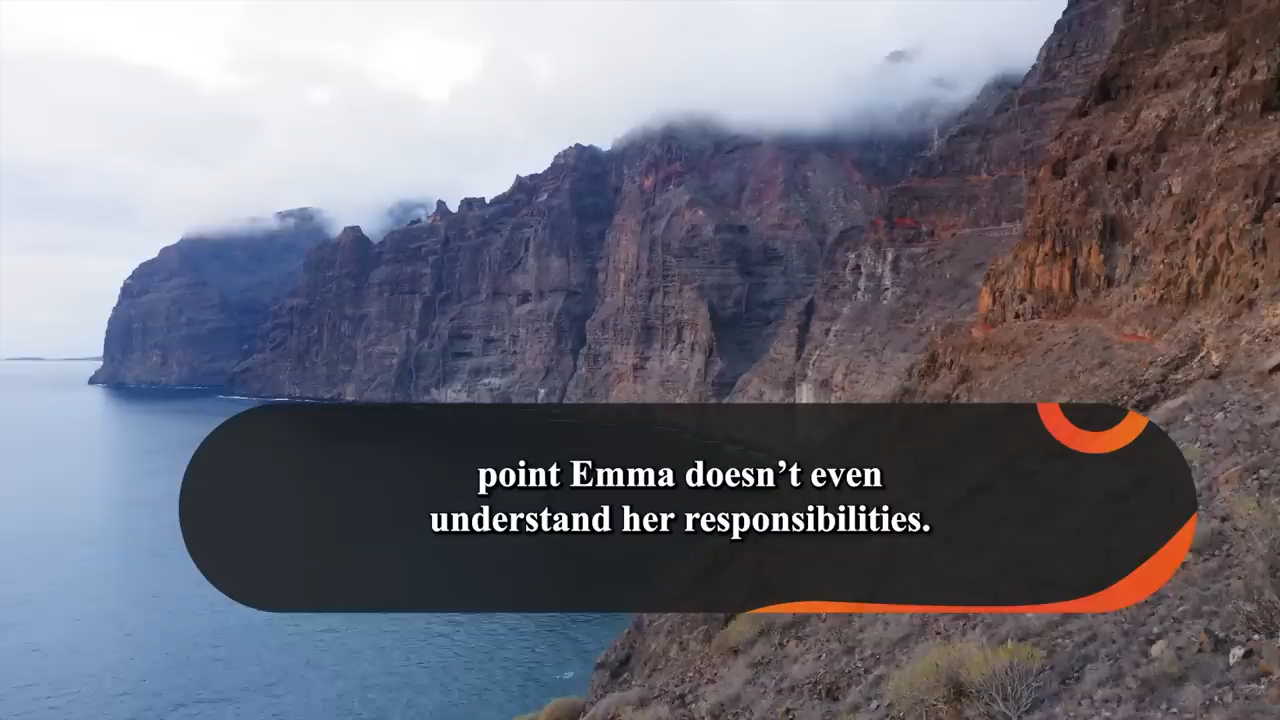 point Emma doesn’t even
understand her responsibilities.